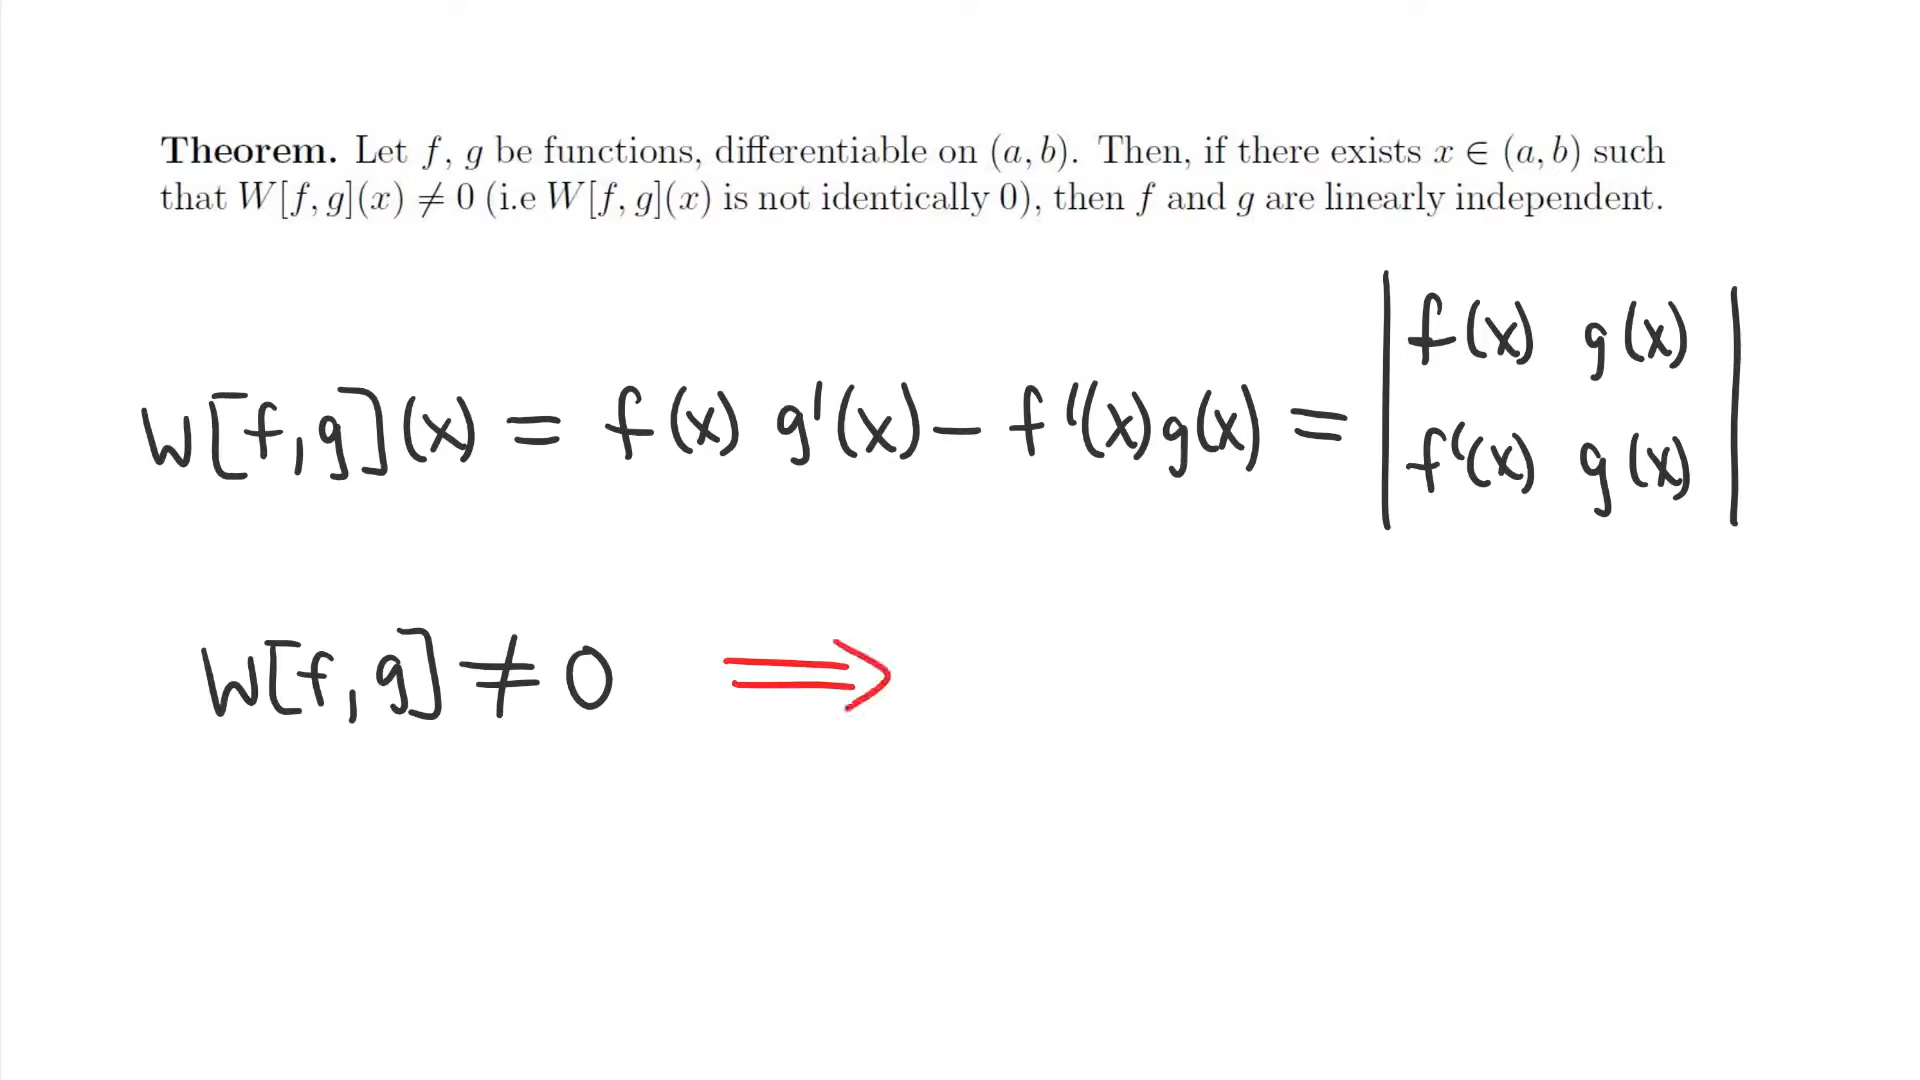 Theorem. Let f, g be functions, differentiable on (a, b). Then, if there exists x ∈ (a, b) such
that W[f, g](x) ≠ 0 (i.e W[f, g](x) is not identically 0), then f and g are linearly independent.
W[f,g](x) = f(x) g'(x) − f'(x)g(x) = | f(x) g(x) |
| f'(x) g(x) |
W[f,g] ≠ 0 ⟹